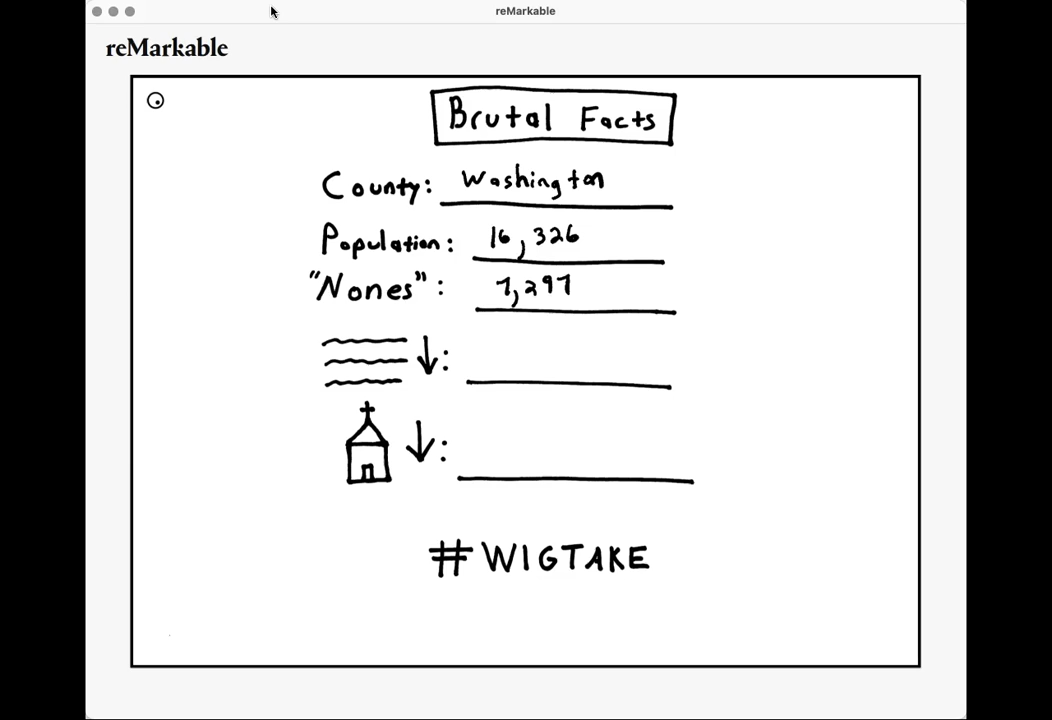 reMarkable
reMarkable
Brutal Facts
County: Washington
Population: 16,326
"Nones": 7,297
#WIGTAKE